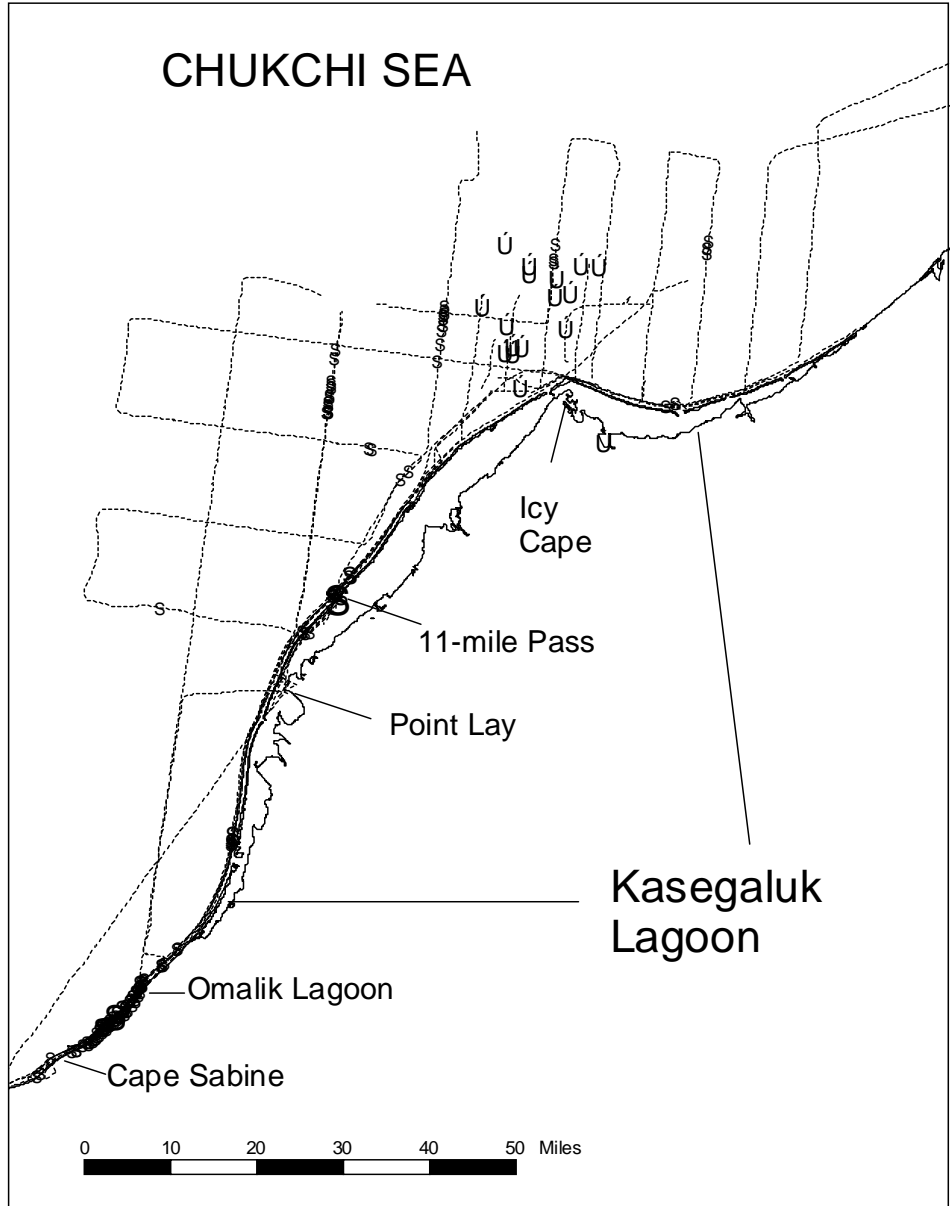 CHUKCHI SEA
Icy
Cape
11-mile Pass
Point Lay
Kasegaluk
Lagoon
Omalik Lagoon
Cape Sabine
0 10 20 30 40 50 Miles